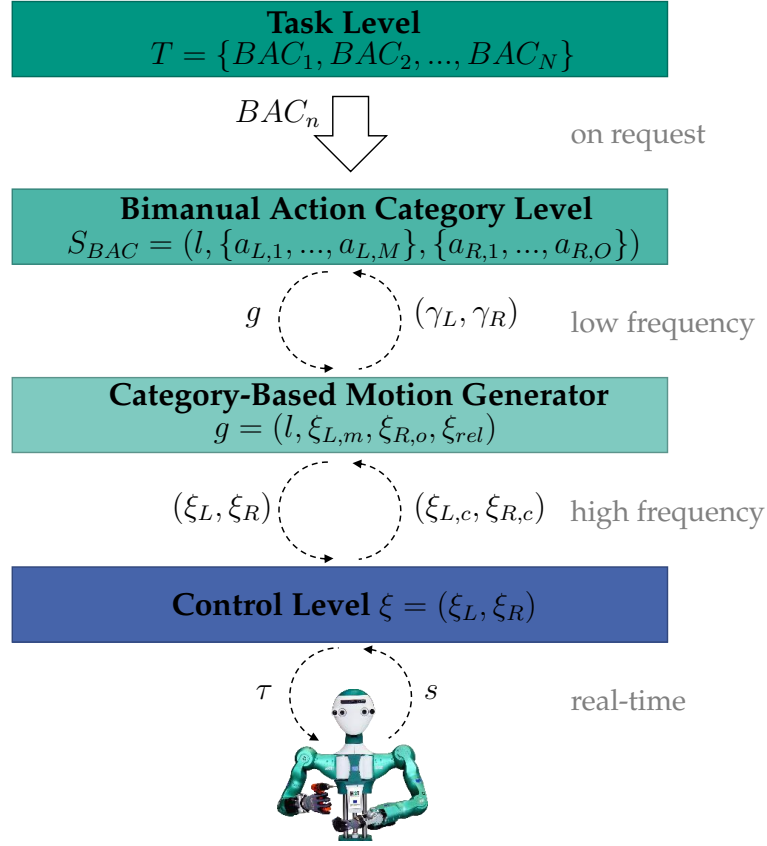 Task Level
T = {BAC₁, BAC₂, ..., BAC_N}
BAC_n
on request
Bimanual Action Category Level
S_BAC = (l, {a_L,1, ..., a_L,M}, {a_R,1, ..., a_R,O})
g
(γ_L, γ_R)
low frequency
Category-Based Motion Generator
g = (l, ξ_L,m, ξ_R,o, ξ_rel)
(ξ_L, ξ_R)
(ξ_L,c, ξ_R,c)
high frequency
Control Level ξ = (ξ_L, ξ_R)
τ
s
real-time